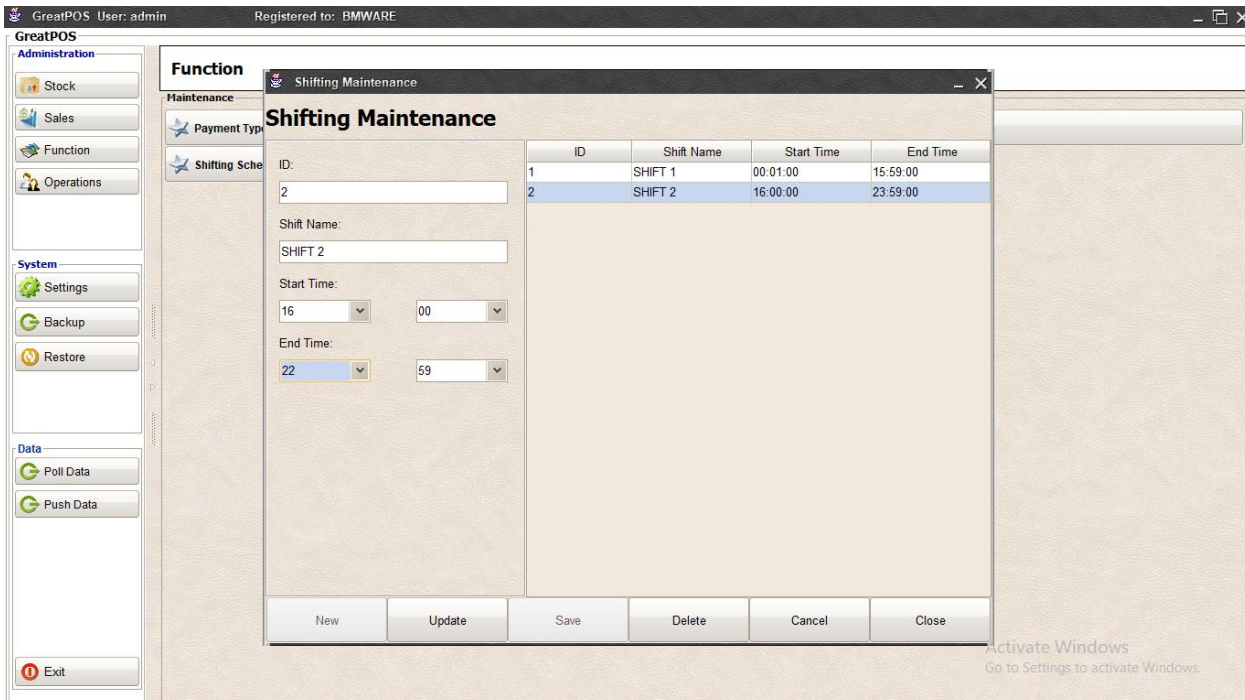 GreatPOS User: admin Registered to: BMWARE
GreatPOS
Administration
Stock
Sales
Function
Operations
System
Settings
Backup
Restore
Data
Poll Data
Push Data
Exit
Function
Maintenance
Payment Type
Shifting Sche
Shifting Maintenance
Shifting Maintenance
ID:
2
Shift Name:
SHIFT 2
Start Time:
16 00
End Time:
22 59
ID Shift Name Start Time End Time
1 SHIFT 1 00:01:00 15:59:00
2 SHIFT 2 16:00:00 23:59:00
New Update Save Delete Cancel Close
Activate Windows
Go to Settings to activate Windows.